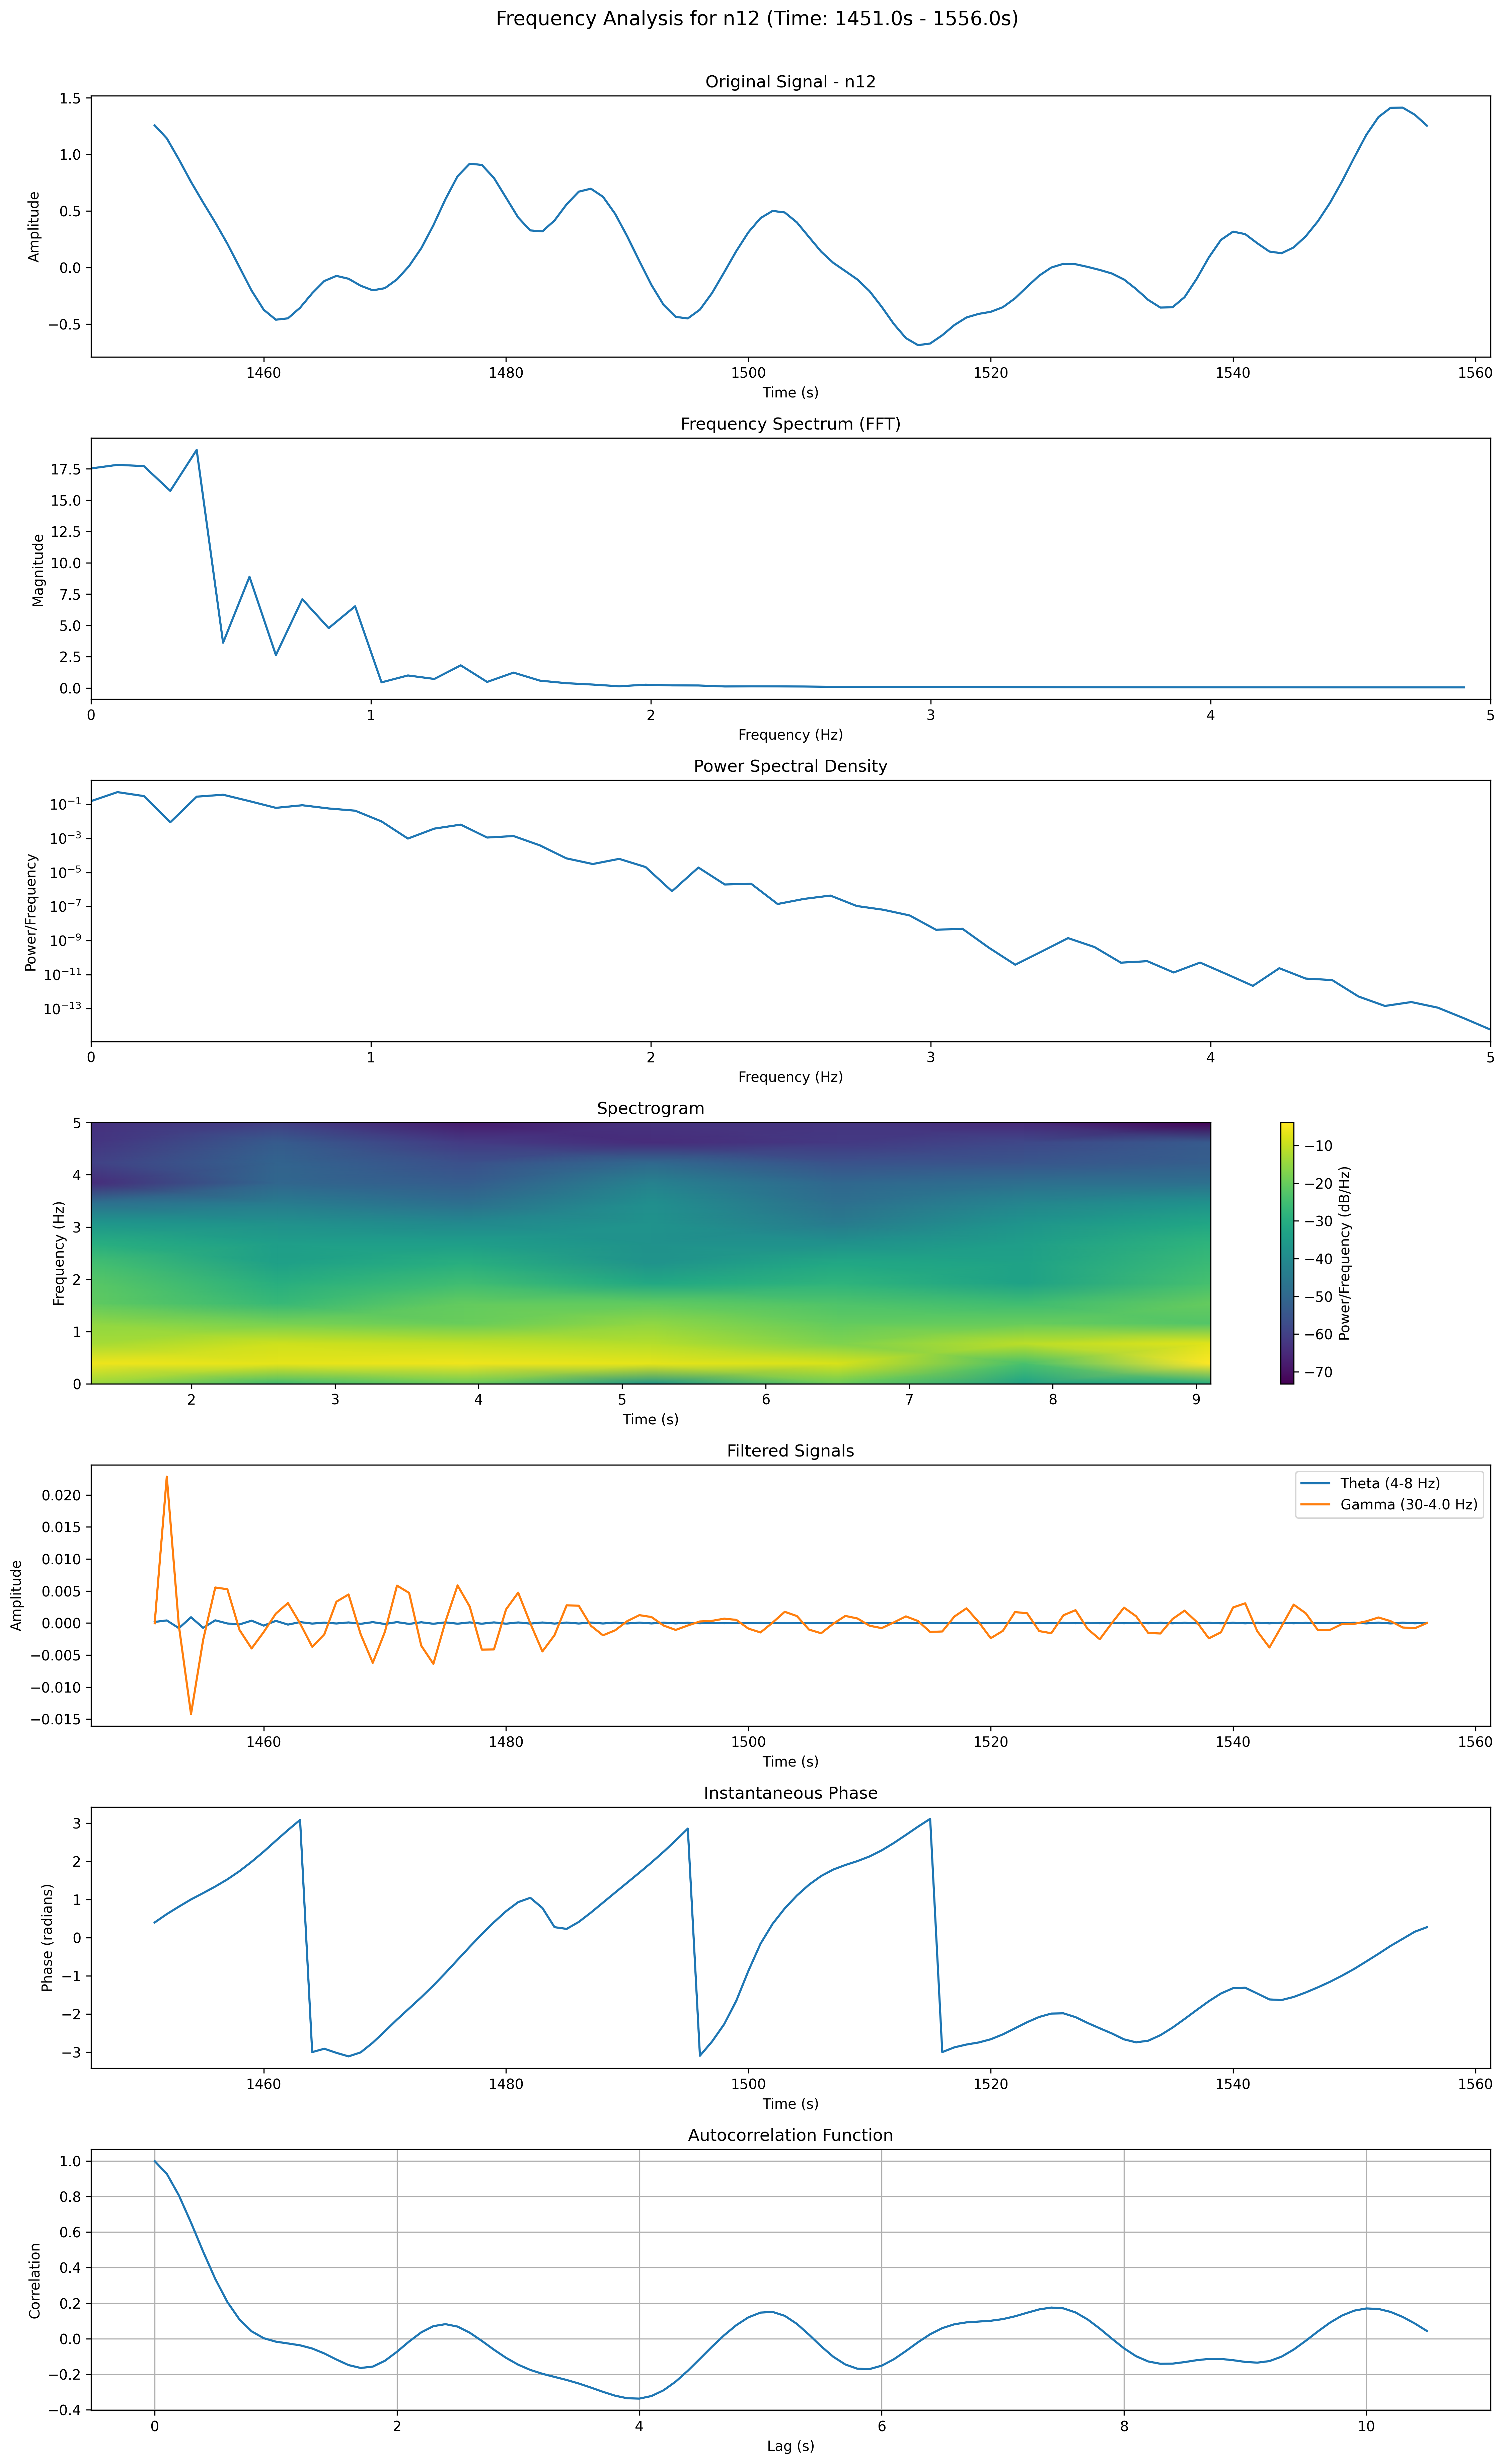 Frequency Analysis for n12 (Time: 1451.0s - 1556.0s)
Original Signal - n12
1.5
1.0
0.5
0.0
−0.5
Amplitude
1460 1480 1500 1520 1540 1560
Time (s)
Frequency Spectrum (FFT)
17.5
15.0
12.5
10.0
7.5
5.0
2.5
0.0
Magnitude
0 1 2 3 4 5
Frequency (Hz)
Power Spectral Density
10⁻¹
10⁻³
10⁻⁵
10⁻⁷
10⁻⁹
10⁻¹¹
10⁻¹³
Power/Frequency
0 1 2 3 4 5
Frequency (Hz)
Spectrogram
5
4
3
2
1
0
Frequency (Hz)
2 3 4 5 6 7 8 9
Time (s)
−10
−20
−30
−40
−50
−60
−70
Power/Frequency (dB/Hz)
Filtered Signals
Theta (4-8 Hz)
Gamma (30-4.0 Hz)
0.020
0.015
0.010
0.005
0.000
−0.005
−0.010
−0.015
Amplitude
1460 1480 1500 1520 1540 1560
Time (s)
Instantaneous Phase
3
2
1
0
−1
−2
−3
Phase (radians)
1460 1480 1500 1520 1540 1560
Time (s)
Autocorrelation Function
1.0
0.8
0.6
0.4
0.2
0.0
−0.2
−0.4
Correlation
0 2 4 6 8 10
Lag (s)